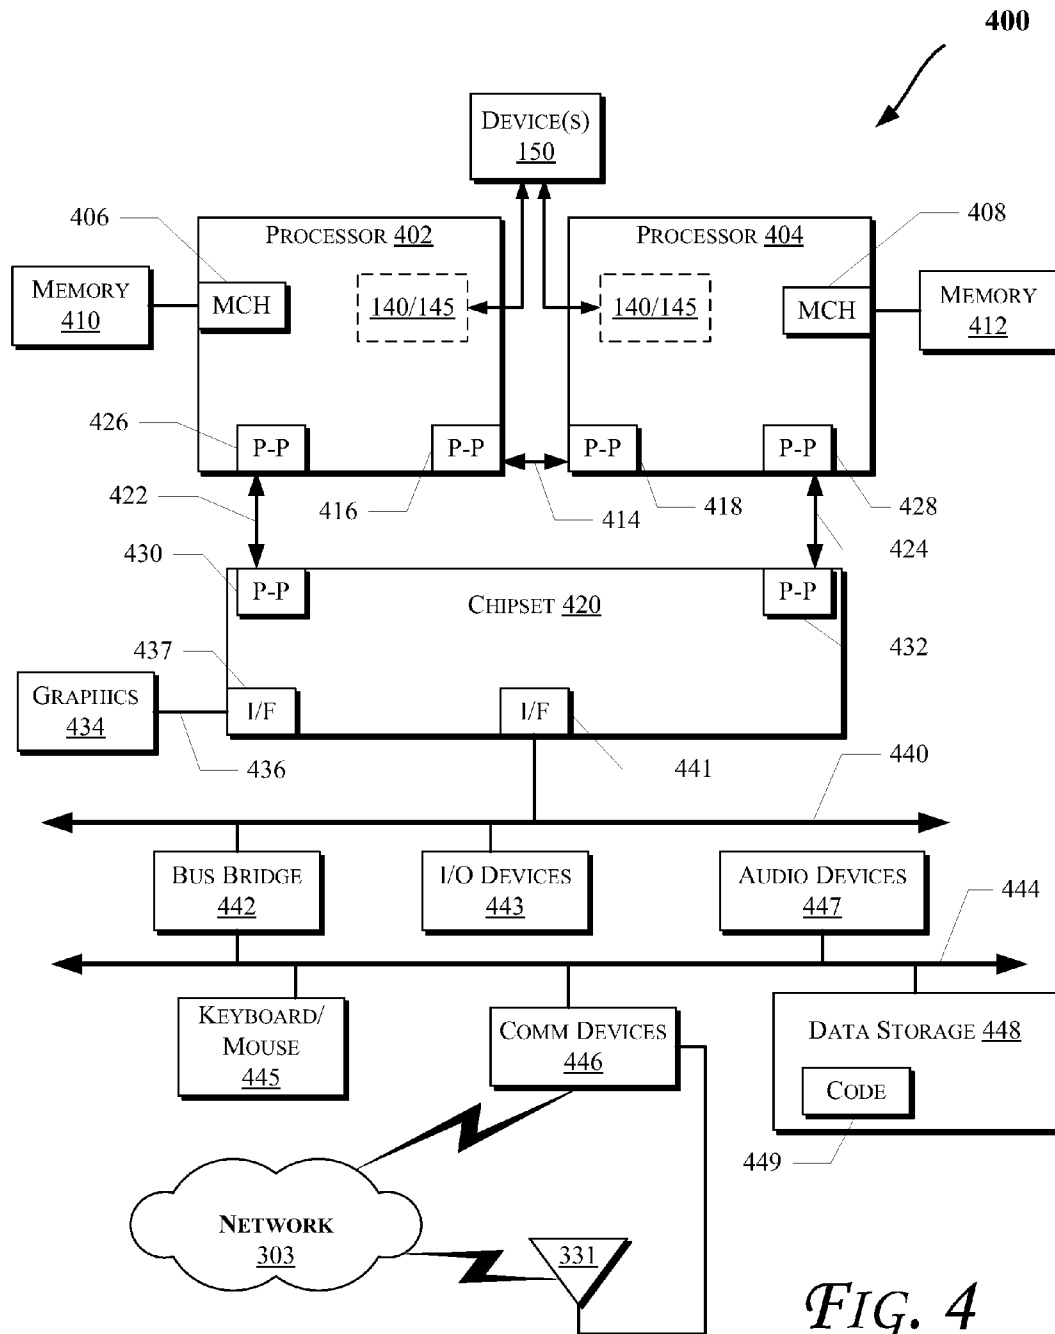 400
DEVICE(S)
150
406
PROCESSOR 402
PROCESSOR 404
408
MEMORY
410
MCH
140/145
140/145
MCH
MEMORY
412
426
P-P
P-P
P-P
P-P
422
416
414
418
428
424
430
P-P
CHIPSET 420
P-P
432
437
GRAPHICS
434
I/F
I/F
436
441
440
BUS BRIDGE
442
I/O DEVICES
443
AUDIO DEVICES
447
444
KEYBOARD/
MOUSE
445
COMM DEVICES
446
DATA STORAGE 448
CODE
449
NETWORK
303
331
FIG. 4